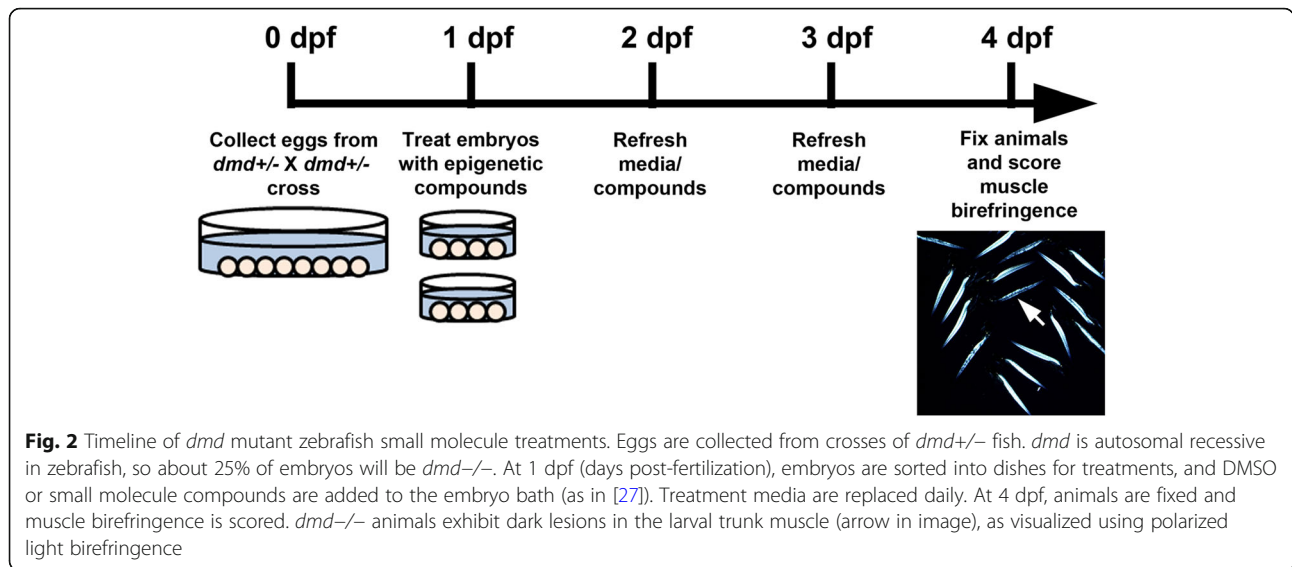 0 dpf 1 dpf 2 dpf 3 dpf 4 dpf
Collect eggs from
dmd+/- X dmd+/-
cross
Treat embryos
with epigenetic
compounds
Refresh
media/
compounds
Refresh
media/
compounds
Fix animals
and score
muscle
birefringence
Fig. 2 Timeline of dmd mutant zebrafish small molecule treatments. Eggs are collected from crosses of dmd+/− fish. dmd is autosomal recessive
in zebrafish, so about 25% of embryos will be dmd−/−. At 1 dpf (days post-fertilization), embryos are sorted into dishes for treatments, and DMSO
or small molecule compounds are added to the embryo bath (as in [27]). Treatment media are replaced daily. At 4 dpf, animals are fixed and
muscle birefringence is scored. dmd−/− animals exhibit dark lesions in the larval trunk muscle (arrow in image), as visualized using polarized
light birefringence